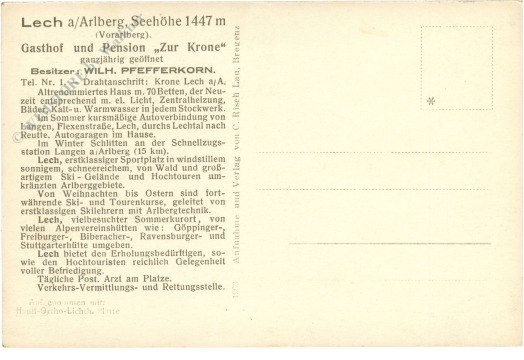 Lech a/Arlberg, Seehöhe 1447 m
(Vorarlberg).
Gasthof und Pension „Zur Krone"
ganzjährig geöffnet
Besitzer: WILH. PFEFFERKORN.
Tel. Nr. 1. Drahtanschrift: Krone Lech a/A.
Altrenommiertes Haus m. 70 Betten, der Neu-
zeit entsprechend m. el. Licht, Zentralheizung,
Bäder, Kalt- u. Warmwasser in jedem Stockwerk.
Im Sommer kursmäßige Autoverbindung von
Langen, Flexenstraße, Lech, durchs Lechtal nach
Reutte. Autogaragen im Hause.
Im Winter Schlitten an der Schnellzugs-
station Langen a/Arlberg (15 km).
Lech, erstklassiger Sportplatz in windstillem
sonnigem, schneereichem, von Wald und groß-
artigem Ski-Gelände und Hochtouren um-
kränzten Arlberggebiete.
Von Weihnachten bis Ostern sind fort-
währende Ski- und Tourenkurse, geleitet von
erstklassigen Skilehrern mit Arlbergtechnik.
Lech, vielbesuchter Sommerkurort, von
vielen Alpenvereinshütten wie: Göppinger-,
Freiburger-, Biberacher-, Ravensburger- und
Stuttgarterhütte umgeben.
Lech bietet den Erholungsbedürftigen, so-
wie den Hochtouristen reichlich Gelegenheit
voller Befriedigung.
Tägliche Post. Arzt am Platze.
Verkehrs-Vermittlungs- und Rettungsstelle.
Aufgenommen mit:
Aufnahme und Verlag von C. Risch-Lau, Bregenz
*